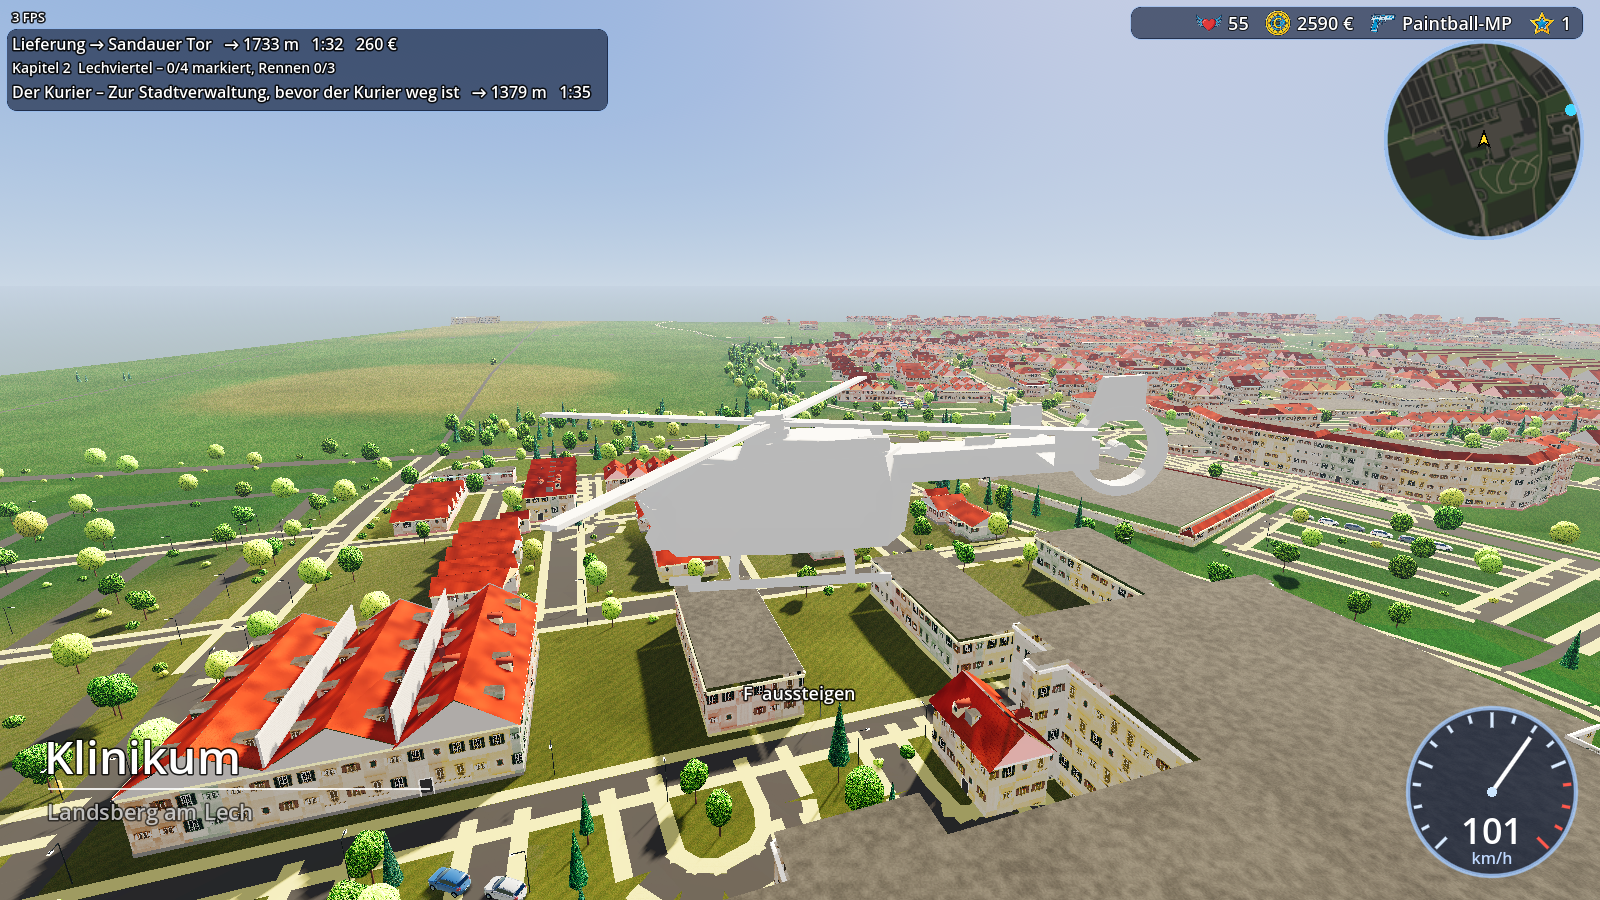 3 FPS
Lieferung → Sandauer Tor → 1733 m 1:32 260 €
Kapitel 2 Lechviertel – 0/4 markiert, Rennen 0/3
Der Kurier – Zur Stadtverwaltung, bevor der Kurier weg ist → 1379 m 1:35
55 2590 € Paintball-MP 1
F aussteigen
Klinikum
Landsberg am Lech
101
km/h